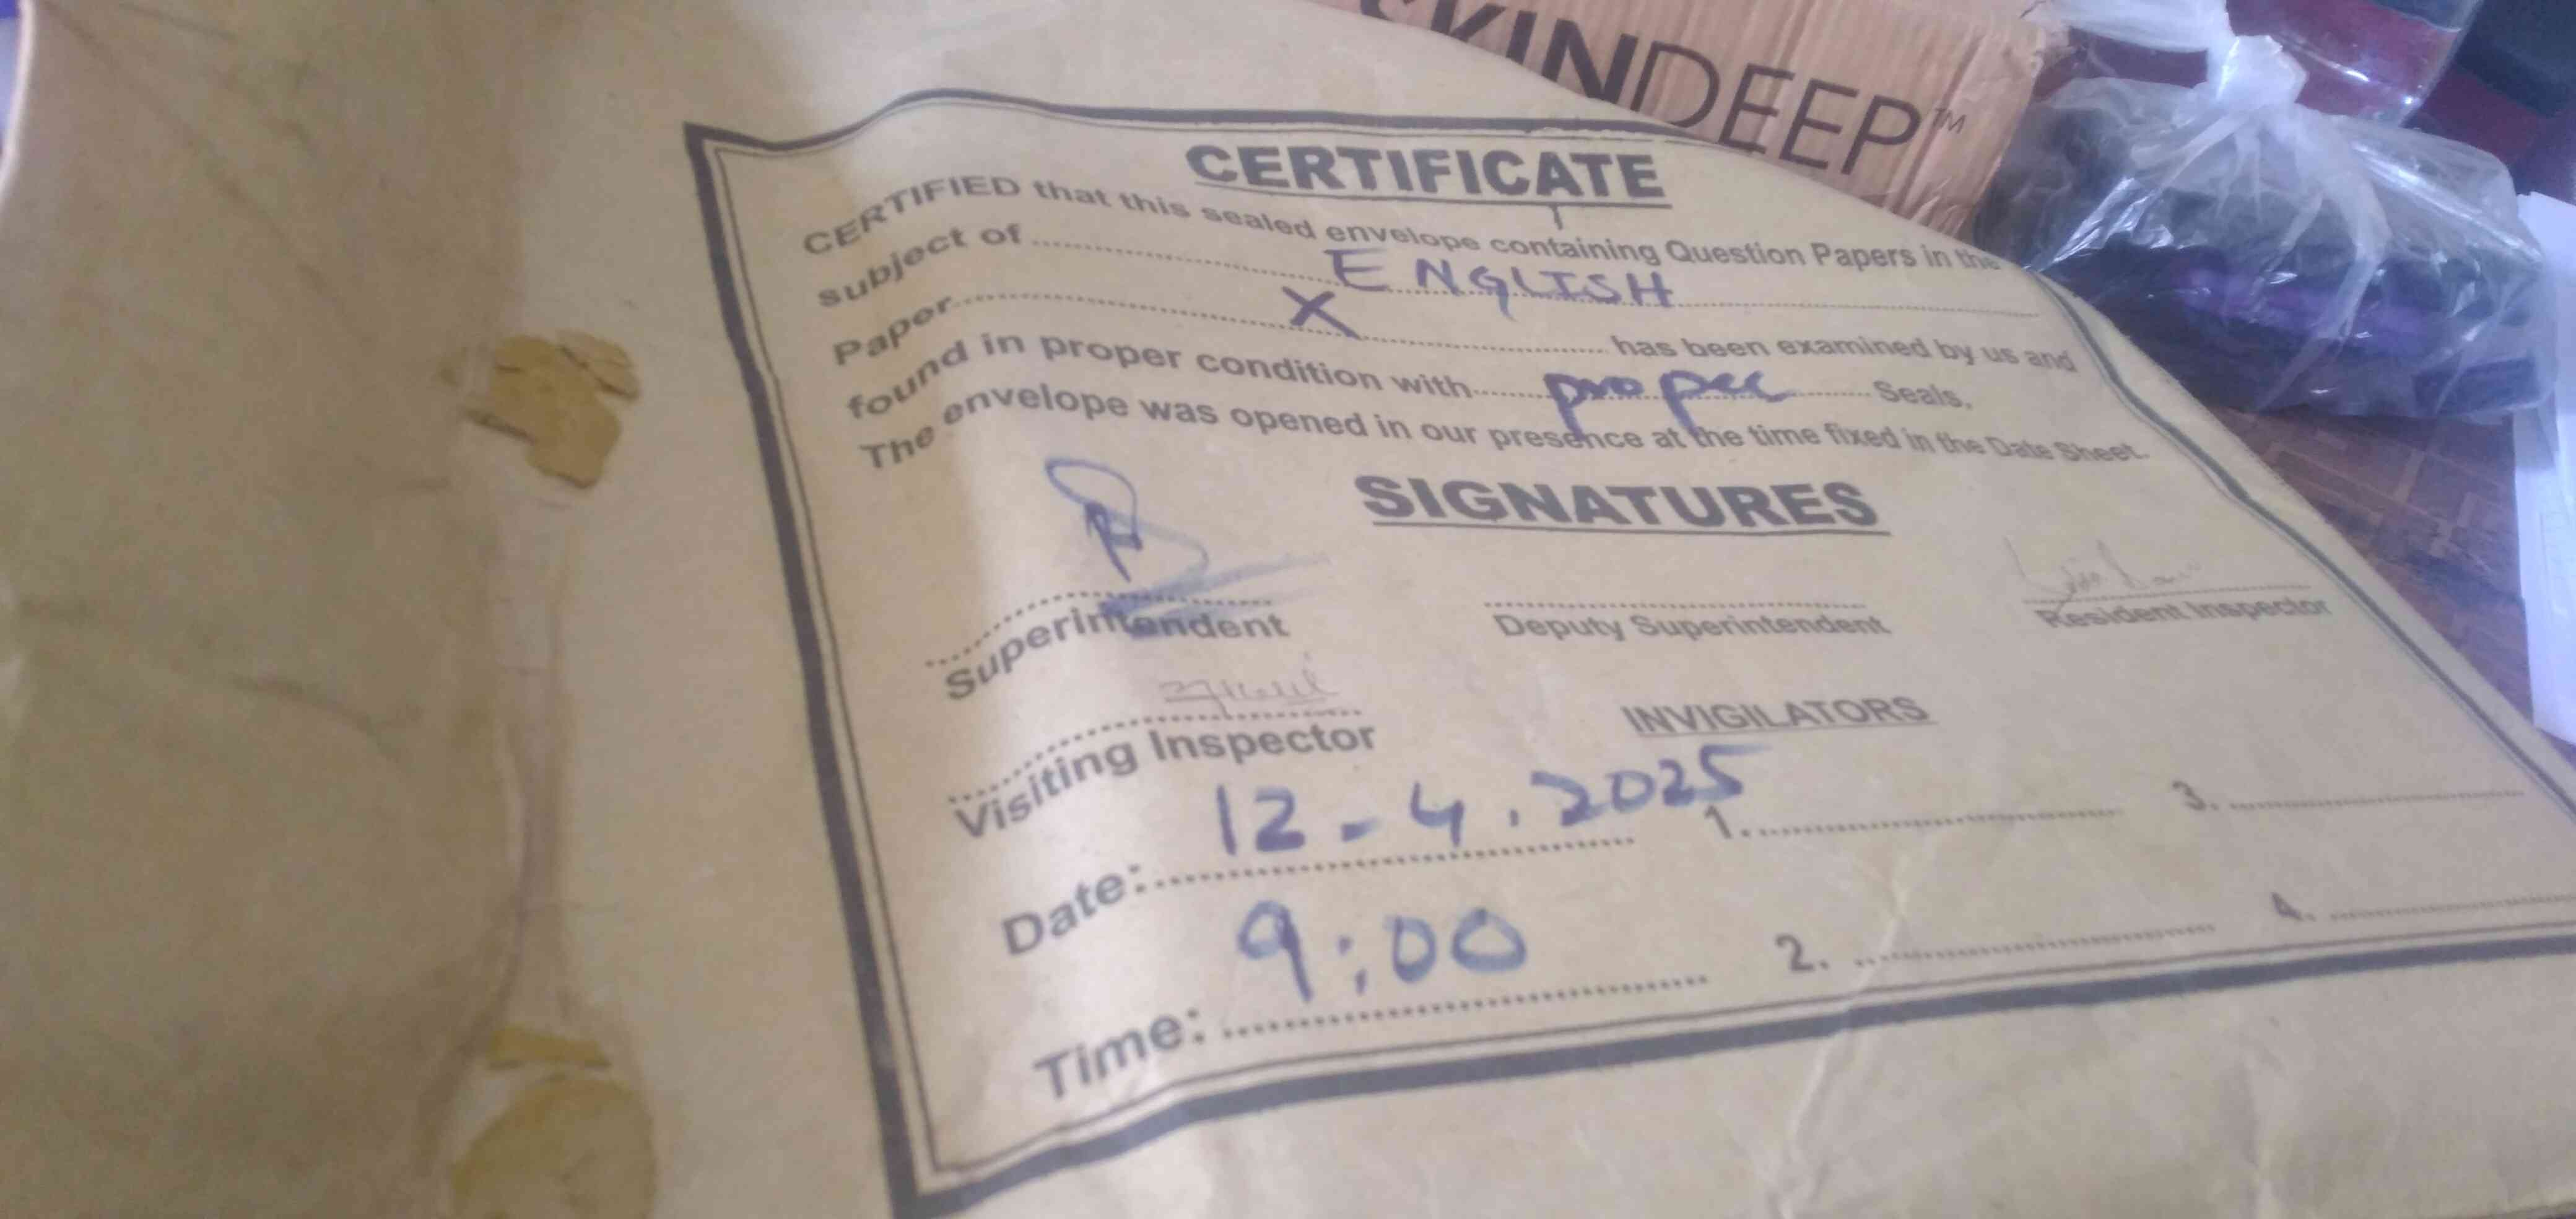 KINDEEP™
CERTIFICATE
CERTIFIED that this sealed envelope containing Question Papers in the
subject of ENGLISH
Paper X has been examined by us and
found in proper condition with proper Seals.
The envelope was opened in our presence at the time fixed in the Date Sheet.
SIGNATURES
Superintendent Deputy Superintendent Resident Inspector
Visiting Inspector INVIGILATORS
Date: 12-4.2025 1. 3.
Time: 9:00 2. 4.